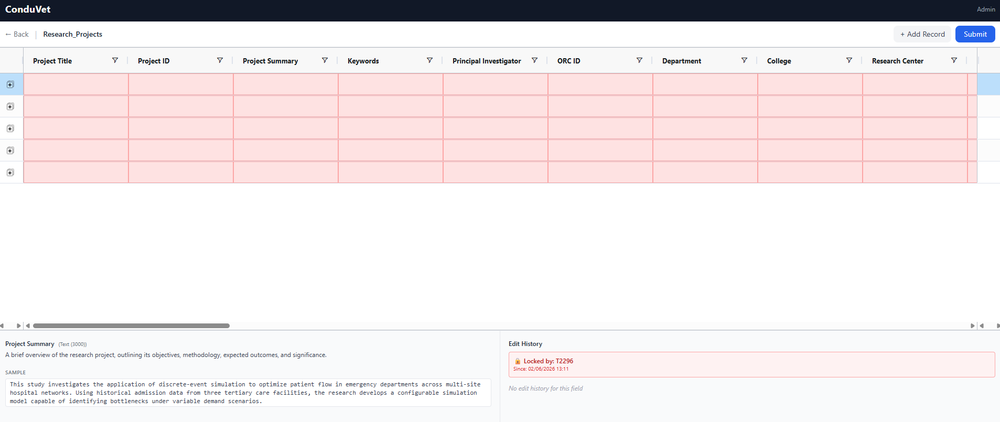 ConduVet
Admin
← Back | Research_Projects
+ Add Record
Submit
Project Title
Project ID
Project Summary
Keywords
Principal Investigator
ORC ID
Department
College
Research Center
Project Summary (Text (3000))
A brief overview of the research project, outlining its objectives, methodology, expected outcomes, and significance.
SAMPLE
This study investigates the application of discrete-event simulation to optimize patient flow in emergency departments across multi-site
hospital networks. Using historical admission data from three tertiary care facilities, the research develops a configurable simulation
model capable of identifying bottlenecks under variable demand scenarios.
Edit History
🔒 Locked by: T2296
Since: 02/06/2026 13:11
No edit history for this field